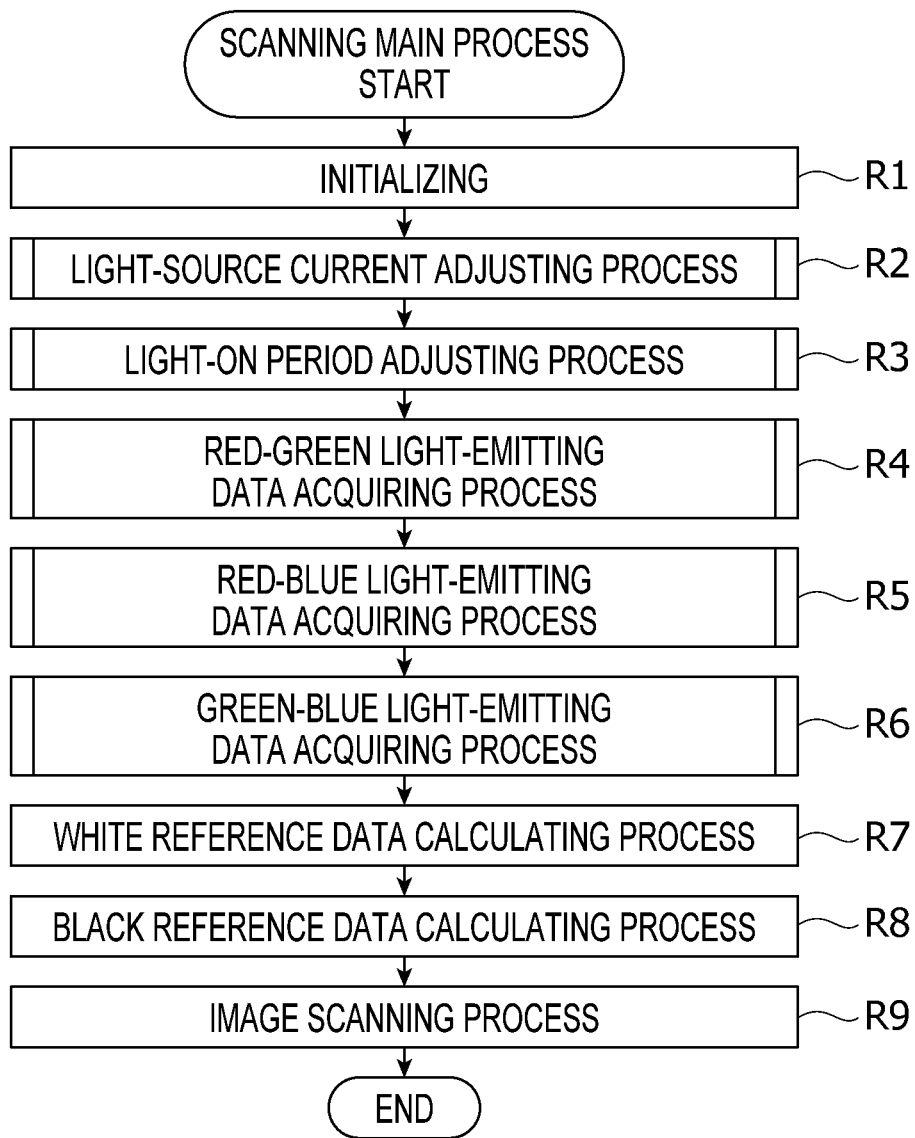 SCANNING MAIN PROCESS
START
INITIALIZING
R1
LIGHT-SOURCE CURRENT ADJUSTING PROCESS
R2
LIGHT-ON PERIOD ADJUSTING PROCESS
R3
RED-GREEN LIGHT-EMITTING
DATA ACQUIRING PROCESS
R4
RED-BLUE LIGHT-EMITTING
DATA ACQUIRING PROCESS
R5
GREEN-BLUE LIGHT-EMITTING
DATA ACQUIRING PROCESS
R6
WHITE REFERENCE DATA CALCULATING PROCESS
R7
BLACK REFERENCE DATA CALCULATING PROCESS
R8
IMAGE SCANNING PROCESS
R9
END